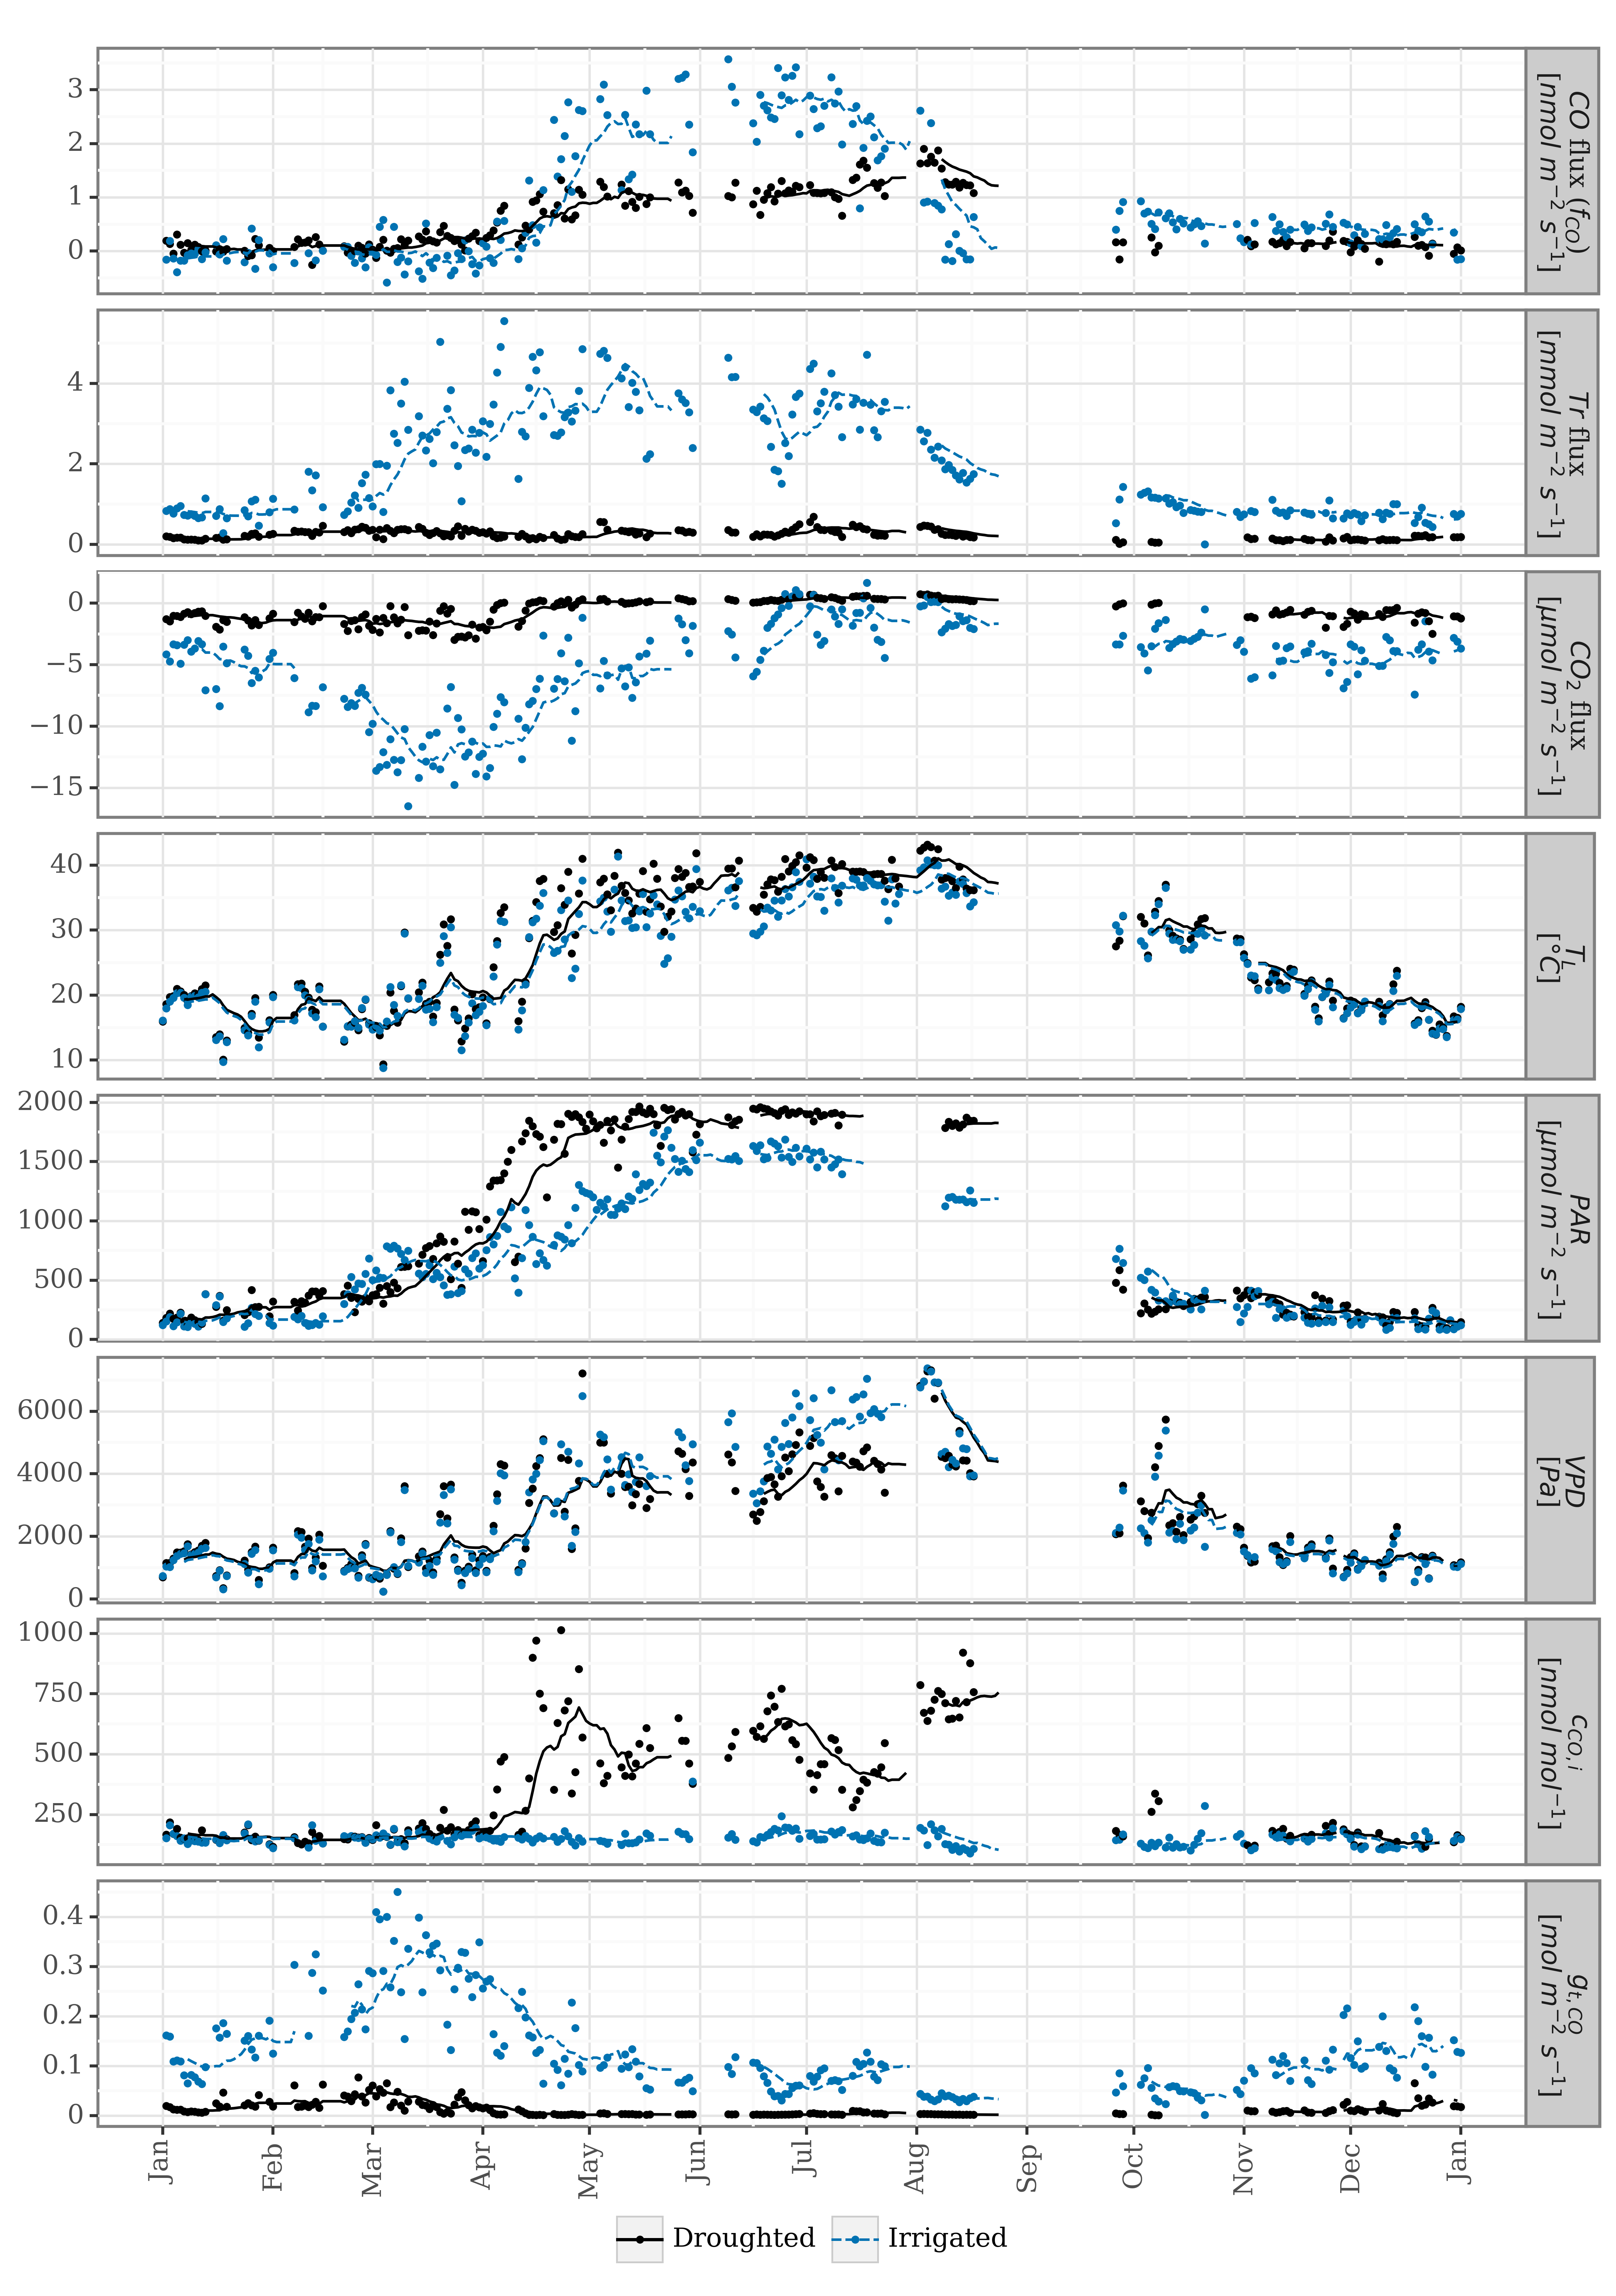 3
2
1
0
CO flux (f_CO)
[nmol m⁻² s⁻¹]
4
2
0
Tr flux
[mmol m⁻² s⁻¹]
0
−5
−10
−15
CO₂ flux
[μmol m⁻² s⁻¹]
40
30
20
10
T_L
[°C]
2000
1500
1000
500
0
PAR
[μmol m⁻² s⁻¹]
6000
4000
2000
0
VPD
[Pa]
1000
750
500
250
c_CO,i
[nmol mol⁻¹]
0.4
0.3
0.2
0.1
0
g_t,CO
[mol m⁻² s⁻¹]
Jan Feb Mar Apr May Jun Jul Aug Sep Oct Nov Dec Jan
Droughted Irrigated